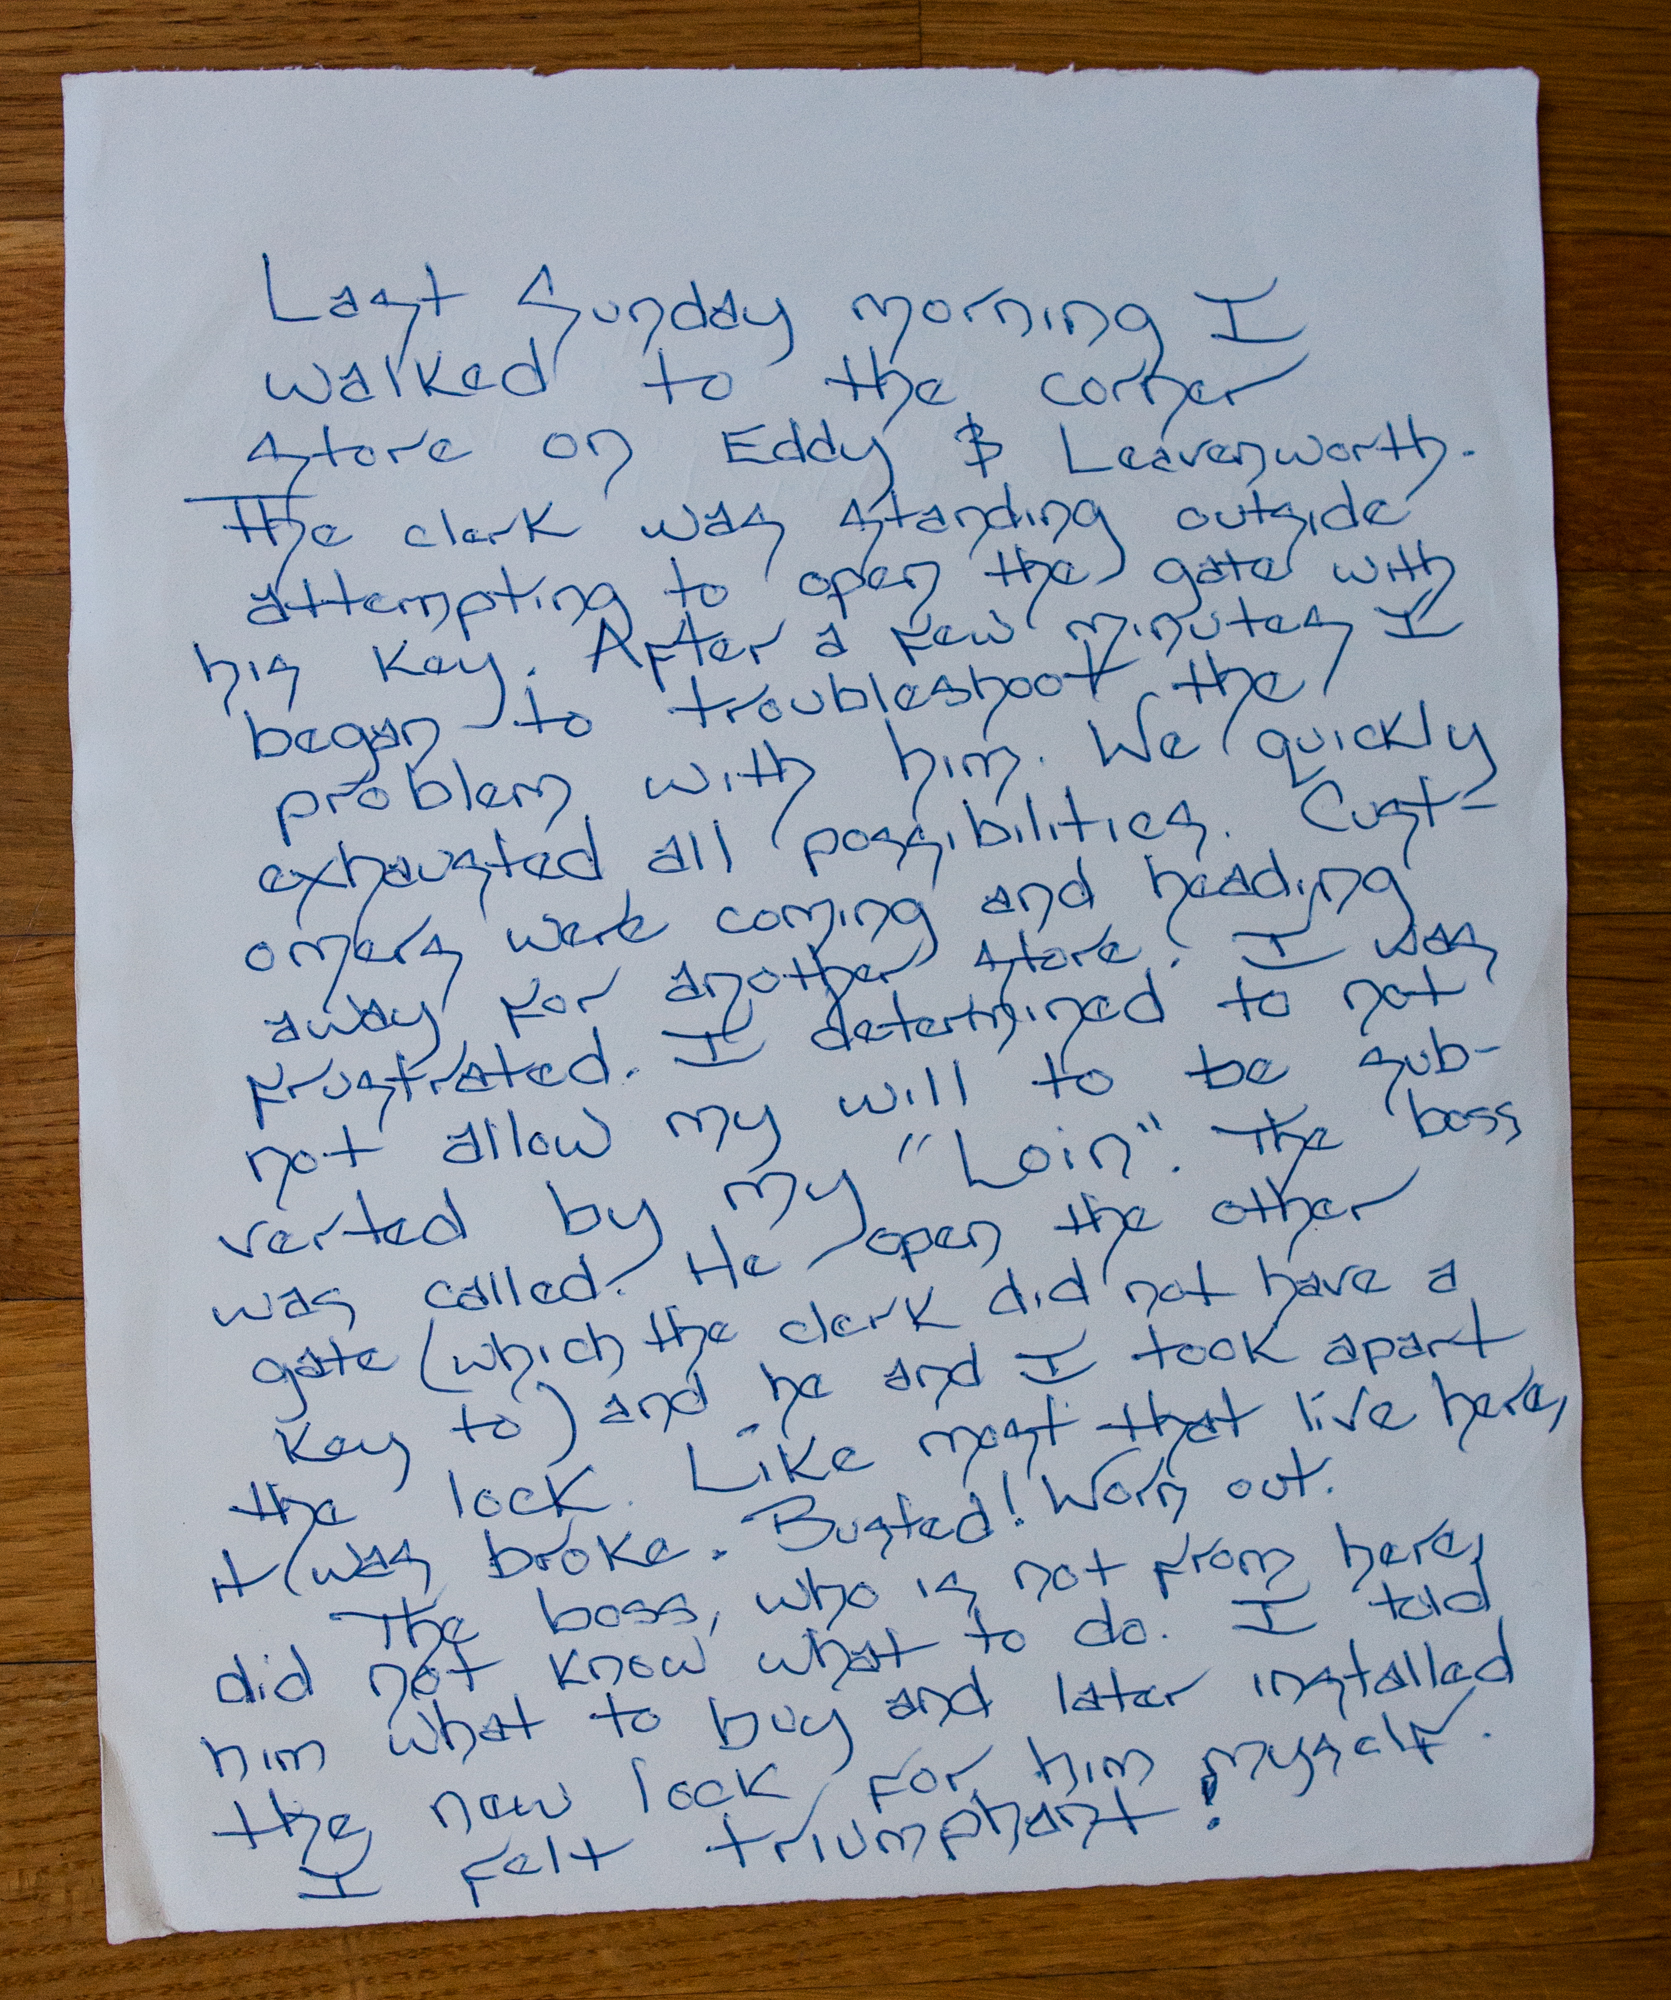 Last Sunday morning I
walked to the corner
store on Eddy & Leavenworth.
The clerk was standing outside
attempting to open the gate with
his key. After a few minutes I
began to troubleshoot the
problem with him. We quickly
exhausted all possibilities. Cust-
omers were coming and heading
away for another store. I was
frustrated. I determined to not
not allow my will to be sub-
verted by my "Loin". The boss
was called. He open the other
gate (which the clerk did not have a
key to) and he and I took apart
the lock. Like most that live here,
it was broke. Busted! Worn out.
The boss, who is not from here,
did not know what to do. I told
him what to buy and later installed
the new lock for him myself.
I felt triumphant!